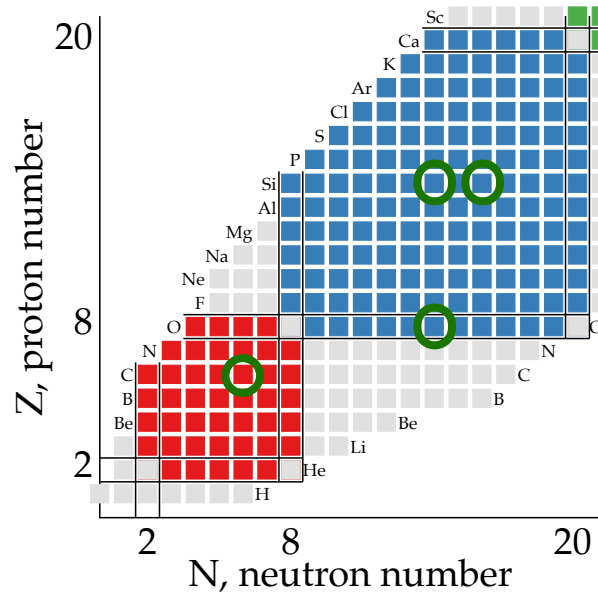 Sc
20
Ca
K
Ar
Cl
S
P
Si
Al
Mg
Na
Ne
F
8
O
N
N
C
C
B
B
Be
Be
Li
2
He
H
Z, proton number
2 8 20
N, neutron number